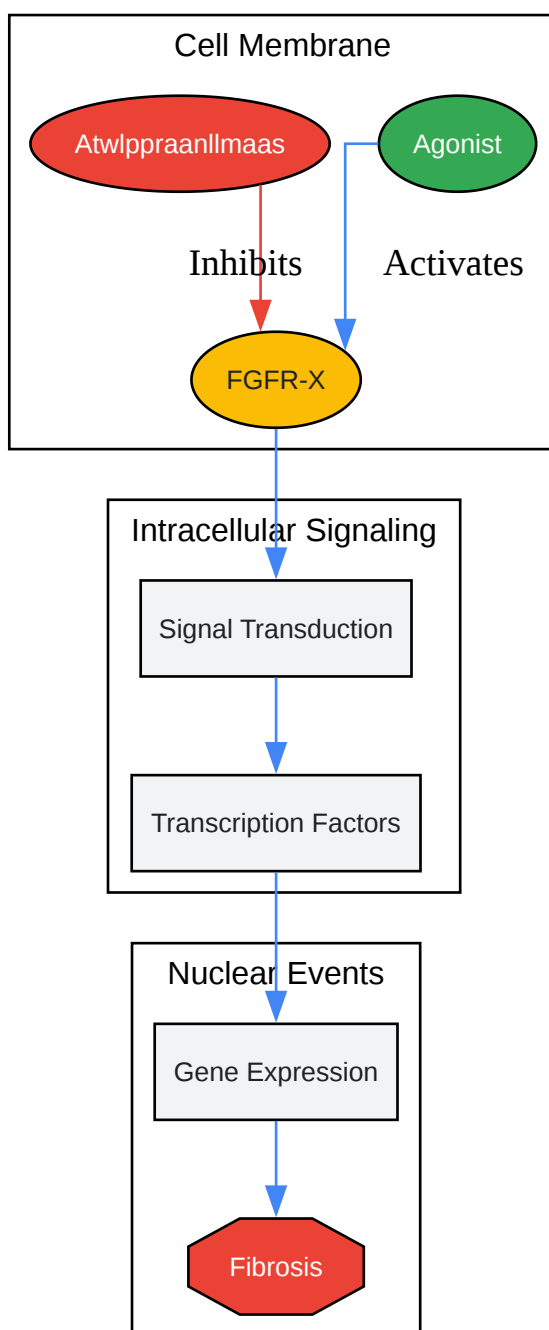 Cell Membrane
Atwlppraanllmaas
Agonist
Inhibits
Activates
FGFR-X
Intracellular Signaling
Signal Transduction
Transcription Factors
Nuclear Events
Gene Expression
Fibrosis